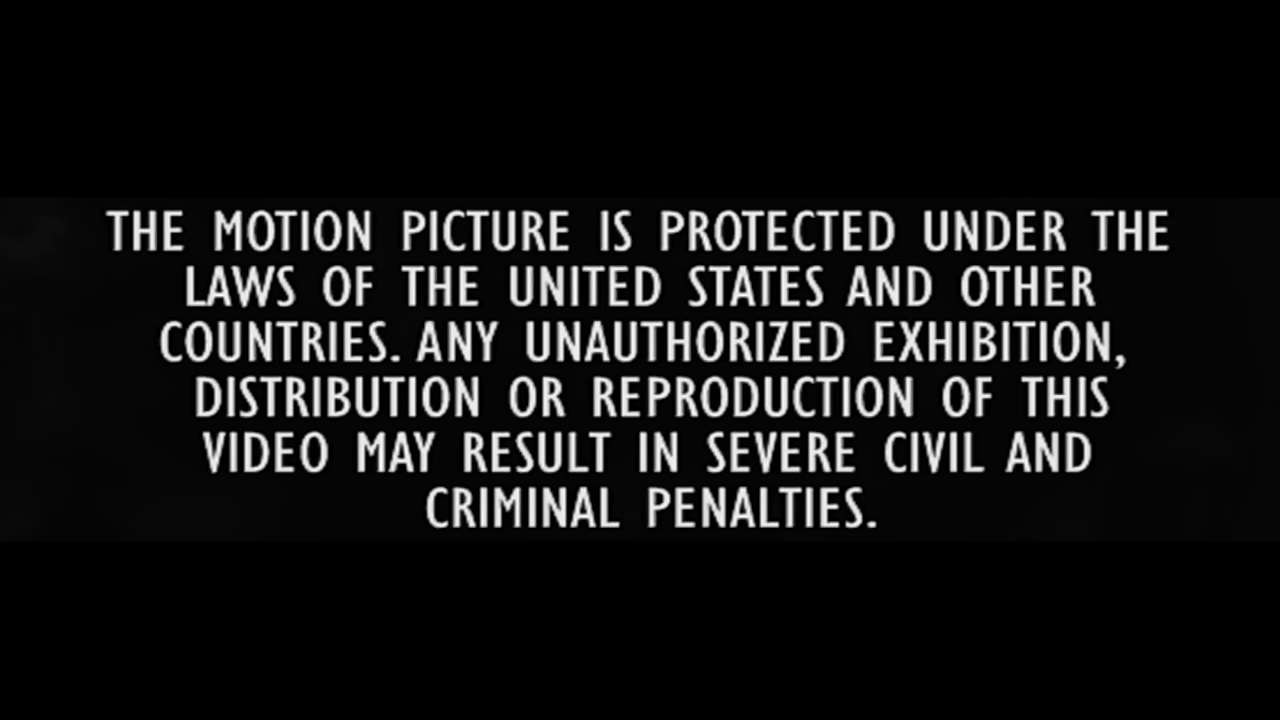 THE MOTION PICTURE IS PROTECTED UNDER THE
LAWS OF THE UNITED STATES AND OTHER
COUNTRIES. ANY UNAUTHORIZED EXHIBITION,
DISTRIBUTION OR REPRODUCTION OF THIS
VIDEO MAY RESULT IN SEVERE CIVIL AND
CRIMINAL PENALTIES.